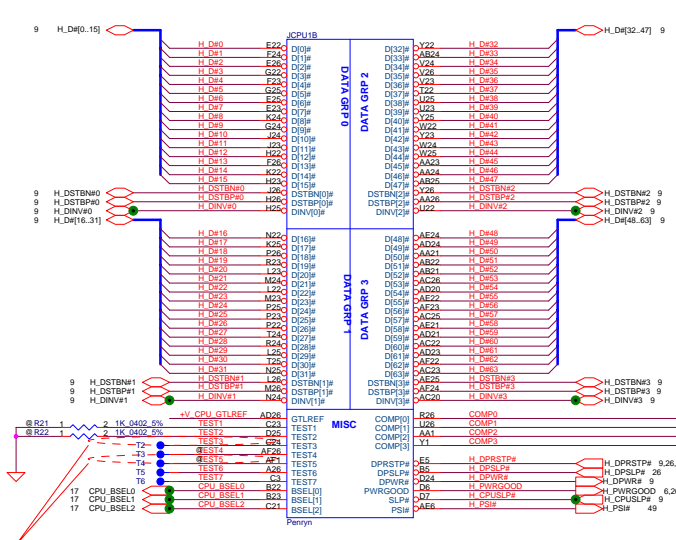 JCPU1B
9 H_D#[0..15]
H_D#[32..47] 9
H_D#0 E22 D[0]# D[32]# Y22 H_D#32
H_D#1 F24 D[1]# D[33]# AB24 H_D#33
H_D#2 E26 D[2]# D[34]# V24 H_D#34
H_D#3 G22 D[3]# D[35]# V26 H_D#35
H_D#4 F23 D[4]# D[36]# V23 H_D#36
H_D#5 G25 D[5]# D[37]# T22 H_D#37
H_D#6 E25 D[6]# D[38]# U25 H_D#38
H_D#7 E23 D[7]# D[39]# U23 H_D#39
H_D#8 K24 D[8]# D[40]# Y25 H_D#40
H_D#9 G24 D[9]# D[41]# W22 H_D#41
H_D#10 J24 D[10]# D[42]# Y23 H_D#42
H_D#11 J23 D[11]# D[43]# W24 H_D#43
H_D#12 H22 D[12]# D[44]# W25 H_D#44
H_D#13 F26 D[13]# D[45]# AA23 H_D#45
H_D#14 K22 D[14]# D[46]# AA24 H_D#46
H_D#15 H23 D[15]# D[47]# AB25 H_D#47
9 H_DSTBN#0 H_DSTBN#0 J26 DSTBN[0]# DSTBN[2]# Y26 H_DSTBN#2 H_DSTBN#2 9
9 H_DSTBP#0 H_DSTBP#0 H26 DSTBP[0]# DSTBP[2]# AA26 H_DSTBP#2 H_DSTBP#2 9
9 H_DINV#0 H_DINV#0 H25 DINV[0]# DINV[2]# U22 H_DINV#2 H_DINV#2 9
9 H_D#[16..31]
H_D#[48..63] 9
DATA GRP 0
DATA GRP 2
H_D#16 N22 D[16]# D[48]# AE24 H_D#48
H_D#17 K25 D[17]# D[49]# AD24 H_D#49
H_D#18 P26 D[18]# D[50]# AA21 H_D#50
H_D#19 R23 D[19]# D[51]# AB22 H_D#51
H_D#20 L23 D[20]# D[52]# AB21 H_D#52
H_D#21 M24 D[21]# D[53]# AC26 H_D#53
H_D#22 L22 D[22]# D[54]# AD20 H_D#54
H_D#23 M23 D[23]# D[55]# AE22 H_D#55
H_D#24 P25 D[24]# D[56]# AF23 H_D#56
H_D#25 P23 D[25]# D[57]# AC25 H_D#57
H_D#26 P22 D[26]# D[58]# AE21 H_D#58
H_D#27 T24 D[27]# D[59]# AD21 H_D#59
H_D#28 R24 D[28]# D[60]# AC22 H_D#60
H_D#29 L25 D[29]# D[61]# AD23 H_D#61
H_D#30 T25 D[30]# D[62]# AF22 H_D#62
H_D#31 N25 D[31]# D[63]# AC23 H_D#63
9 H_DSTBN#1 H_DSTBN#1 L26 DSTBN[1]# DSTBN[3]# AE25 H_DSTBN#3 H_DSTBN#3 9
9 H_DSTBP#1 H_DSTBP#1 M26 DSTBP[1]# DSTBP[3]# AF24 H_DSTBP#3 H_DSTBP#3 9
9 H_DINV#1 H_DINV#1 N24 DINV[1]# DINV[3]# AC20 H_DINV#3 H_DINV#3 9
DATA GRP 1
DATA GRP 3
+V_CPU_GTLREF AD26 GTLREF MISC COMP[0] R26 COMP0
@ R21 1 2 1K_0402_5% TEST1 C23 TEST1 COMP[1] U26 COMP1
@ R22 1 2 1K_0402_5% TEST2 D25 TEST2 COMP[2] AA1 COMP2
T2 TEST3 C24 TEST3 COMP[3] Y1 COMP3
T3 @TEST4 AF26 TEST4
T4 @TEST5 AF1 TEST5 DPRSTP# E5 H_DPRSTP# H_DPRSTP# 9,26,
T5 TEST6 A26 TEST6 DPSLP# B5 H_DPSLP# H_DPSLP# 26
T6 TEST7 C3 TEST7 DPWR# D24 H_DPWR# H_DPWR# 9
17 CPU_BSEL0 CPU_BSEL0 B22 BSEL[0] PWRGOOD D6 H_PWRGOOD H_PWRGOOD 6,26
17 CPU_BSEL1 CPU_BSEL1 B23 BSEL[1] SLP# D7 H_CPUSLP# H_CPUSLP# 9
17 CPU_BSEL2 CPU_BSEL2 C21 BSEL[2] PSI# AE6 H_PSI# H_PSI# 49
Penryn